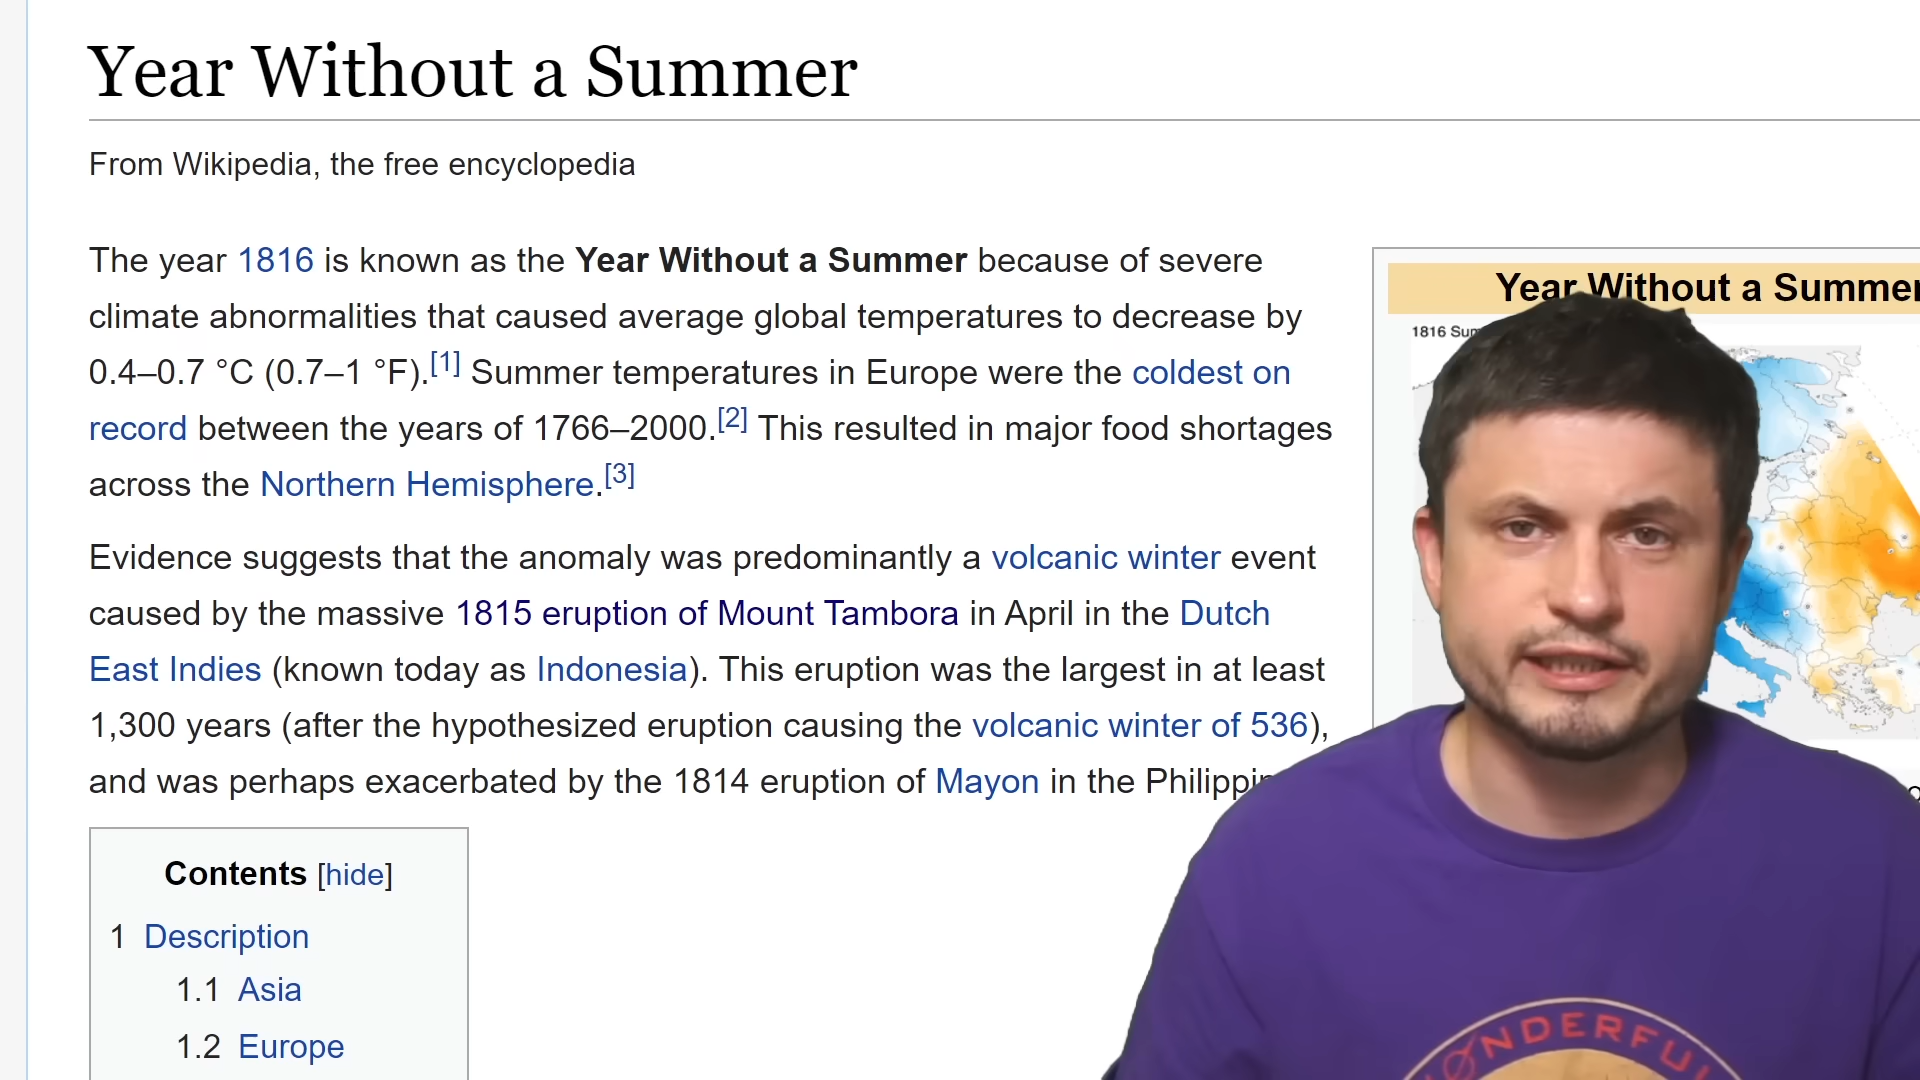 Year Without a Summer
From Wikipedia, the free encyclopedia
The year 1816 is known as the Year Without a Summer because of severe
climate abnormalities that caused average global temperatures to decrease by
0.4–0.7 °C (0.7–1 °F).[1] Summer temperatures in Europe were the coldest on
record between the years of 1766–2000.[2] This resulted in major food shortages
across the Northern Hemisphere.[3]
Evidence suggests that the anomaly was predominantly a volcanic winter event
caused by the massive 1815 eruption of Mount Tambora in April in the Dutch
East Indies (known today as Indonesia). This eruption was the largest in at least
1,300 years (after the hypothesized eruption causing the volcanic winter of 536),
and was perhaps exacerbated by the 1814 eruption of Mayon in the
Contents [hide]
1 Description
1.1 Asia
1.2 Europe
Year Without a Summer
1816